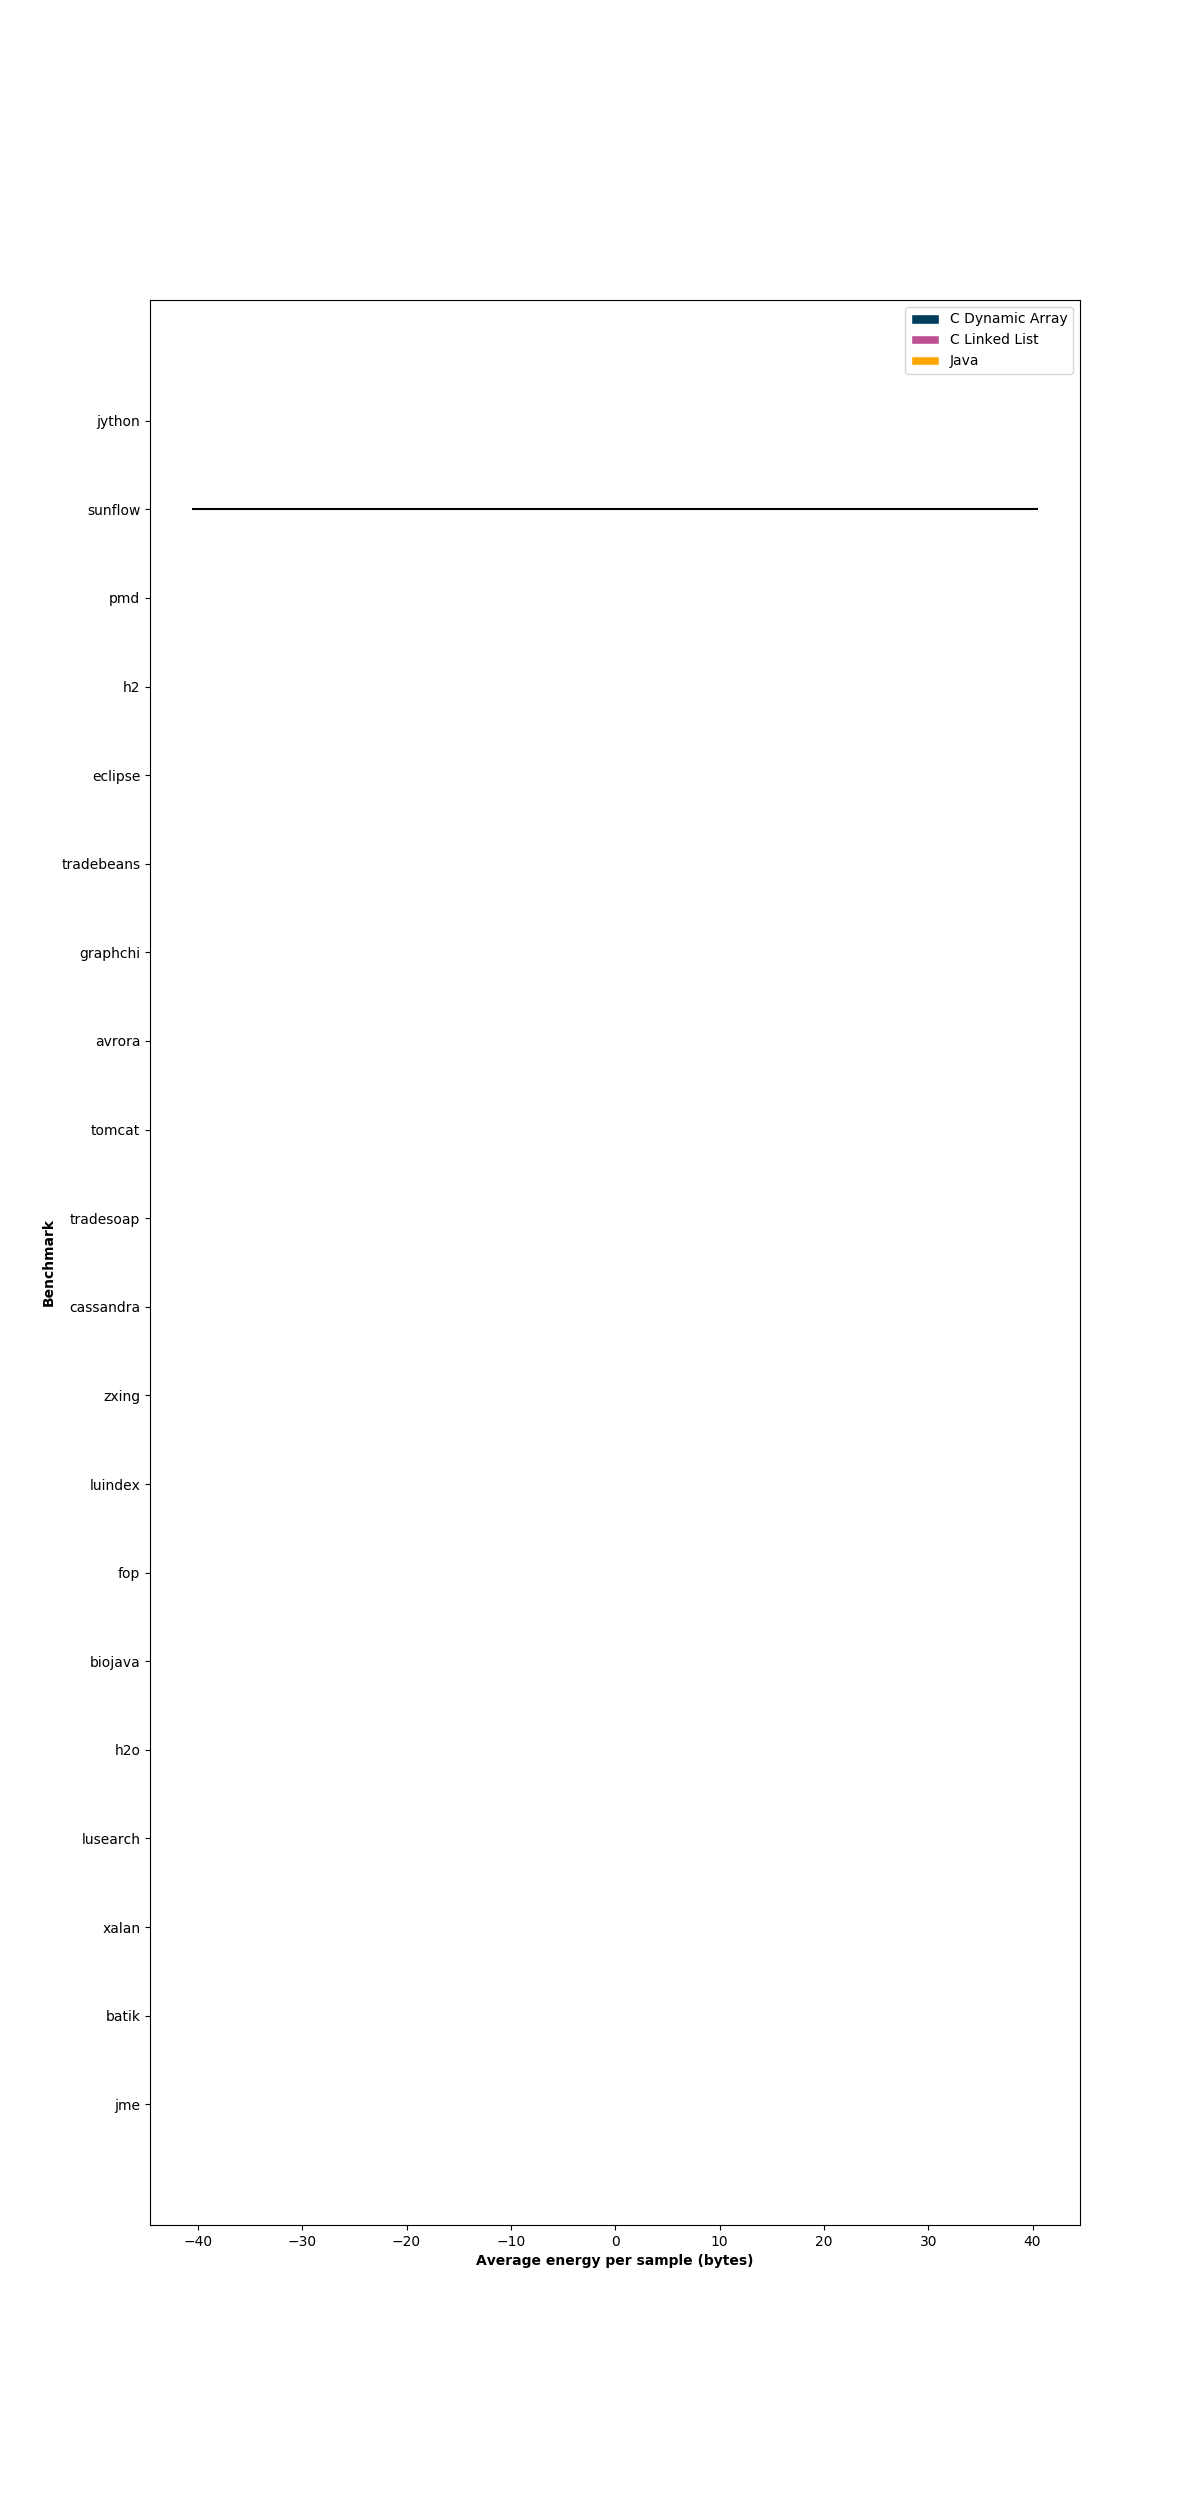 C Dynamic Array
C Linked List
Java
jython
sunflow
pmd
h2
eclipse
tradebeans
graphchi
avrora
tomcat
tradesoap
cassandra
zxing
luindex
fop
biojava
h2o
lusearch
xalan
batik
jme
Benchmark
−40 −30 −20 −10 0 10 20 30 40
Average energy per sample (bytes)